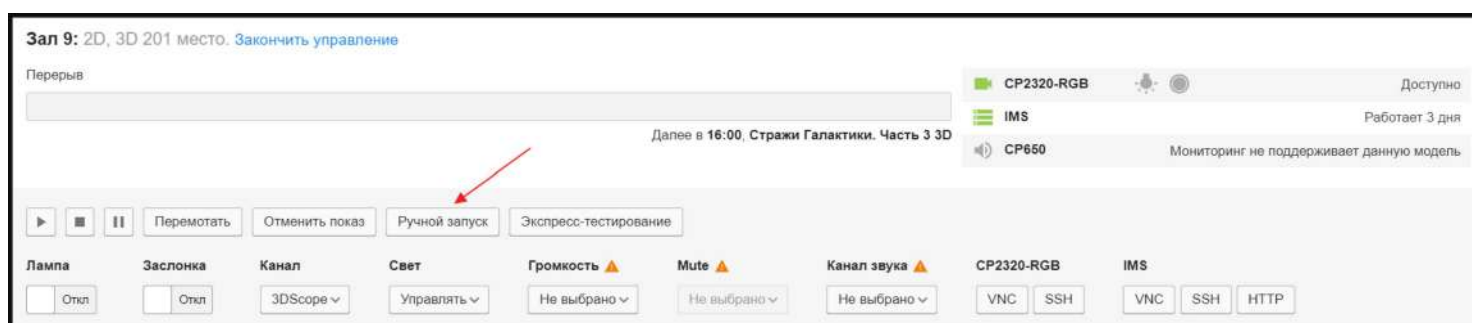 Зал 9: 2D, 3D 201 место. Закончить управление
Перерыв
Далее в 16:00, Стражи Галактики. Часть 3 3D
CP2320-RGB Доступно
IMS Работает 3 дня
CP650 Мониторинг не поддерживает данную модель
Перемотать Отменить показ Ручной запуск Экспресс-тестирование
Лампа Заслонка Канал Свет Громкость Mute Канал звука CP2320-RGB IMS
Откл Откл 3DScope Управлять Не выбрано Не выбрано Не выбрано VNC SSH VNC SSH HTTP